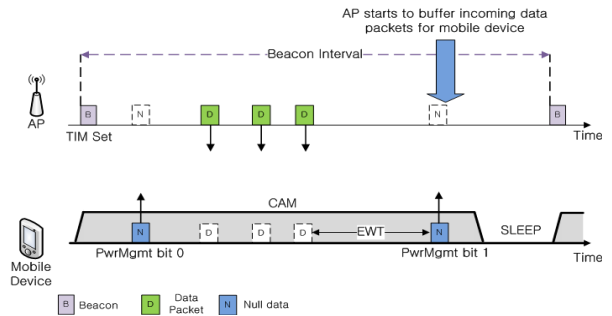 AP starts to buffer incoming data
packets for mobile device
Beacon Interval
AP
B
N
D
D
D
N
B
TIM Set
Time
CAM
N
D
D
D
EWT
N
SLEEP
Mobile
Device
PwrMgmt bit 0
PwrMgmt bit 1
Time
B Beacon
D Data
Packet
N Null data